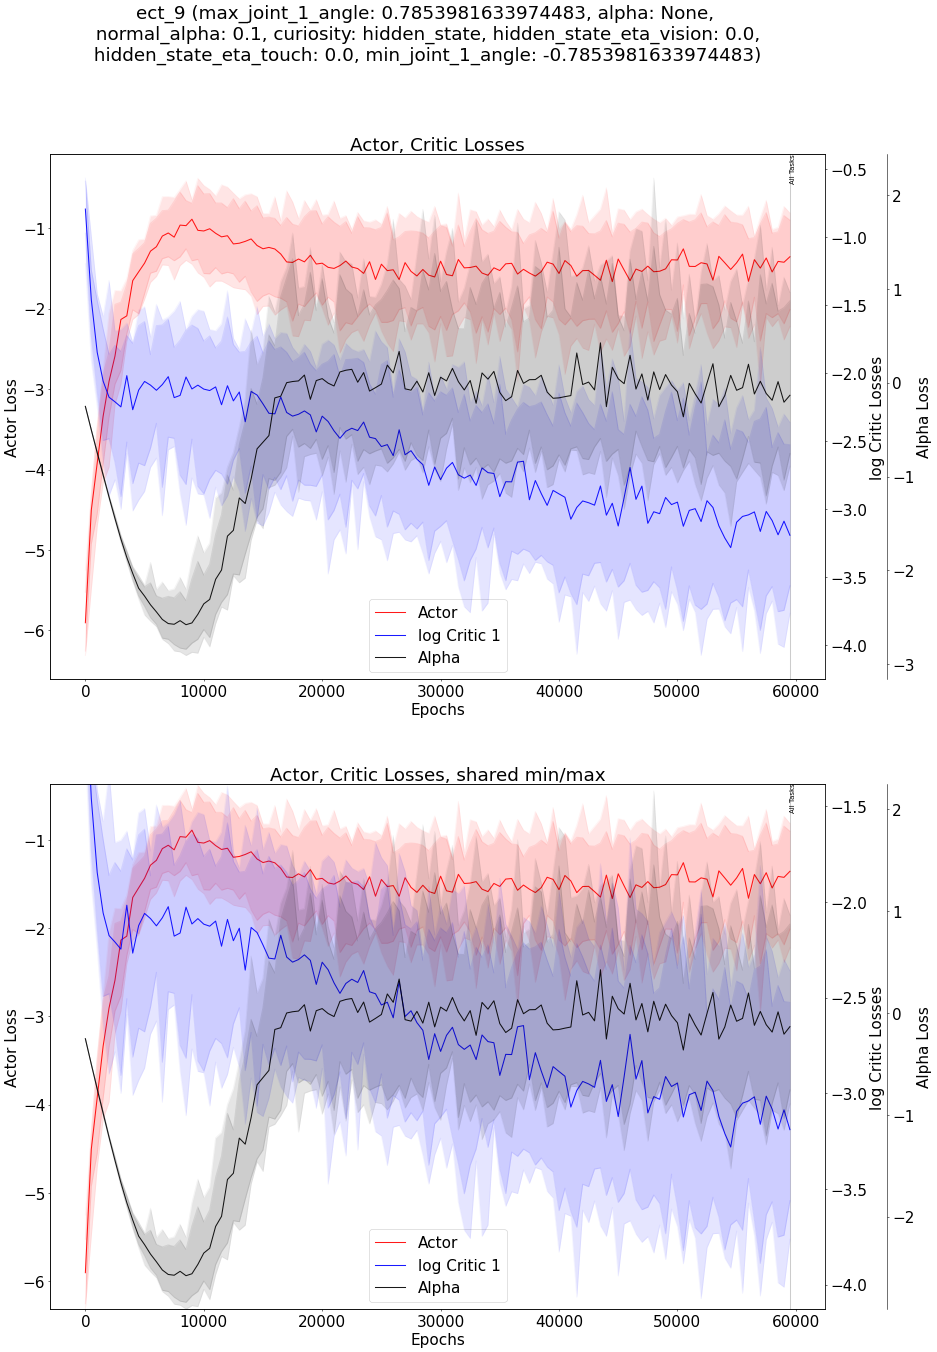 ect_9 (max_joint_1_angle: 0.7853981633974483, alpha: None,
normal_alpha: 0.1, curiosity: hidden_state, hidden_state_eta_vision: 0.0,
hidden_state_eta_touch: 0.0, min_joint_1_angle: -0.7853981633974483)
Actor, Critic Losses
All Tasks
Actor Loss
−1
−2
−3
−4
−5
−6
−0.5
−1.0
−1.5
−2.0
−2.5
−3.0
−3.5
−4.0
log Critic Losses
2
1
0
−1
−2
−3
Alpha Loss
Actor
log Critic 1
Alpha
0 10000 20000 30000 40000 50000 60000
Epochs
Actor, Critic Losses, shared min/max
All Tasks
Actor Loss
−1
−2
−3
−4
−5
−6
−1.5
−2.0
−2.5
−3.0
−3.5
−4.0
log Critic Losses
2
1
0
−1
−2
Alpha Loss
Actor
log Critic 1
Alpha
0 10000 20000 30000 40000 50000 60000
Epochs